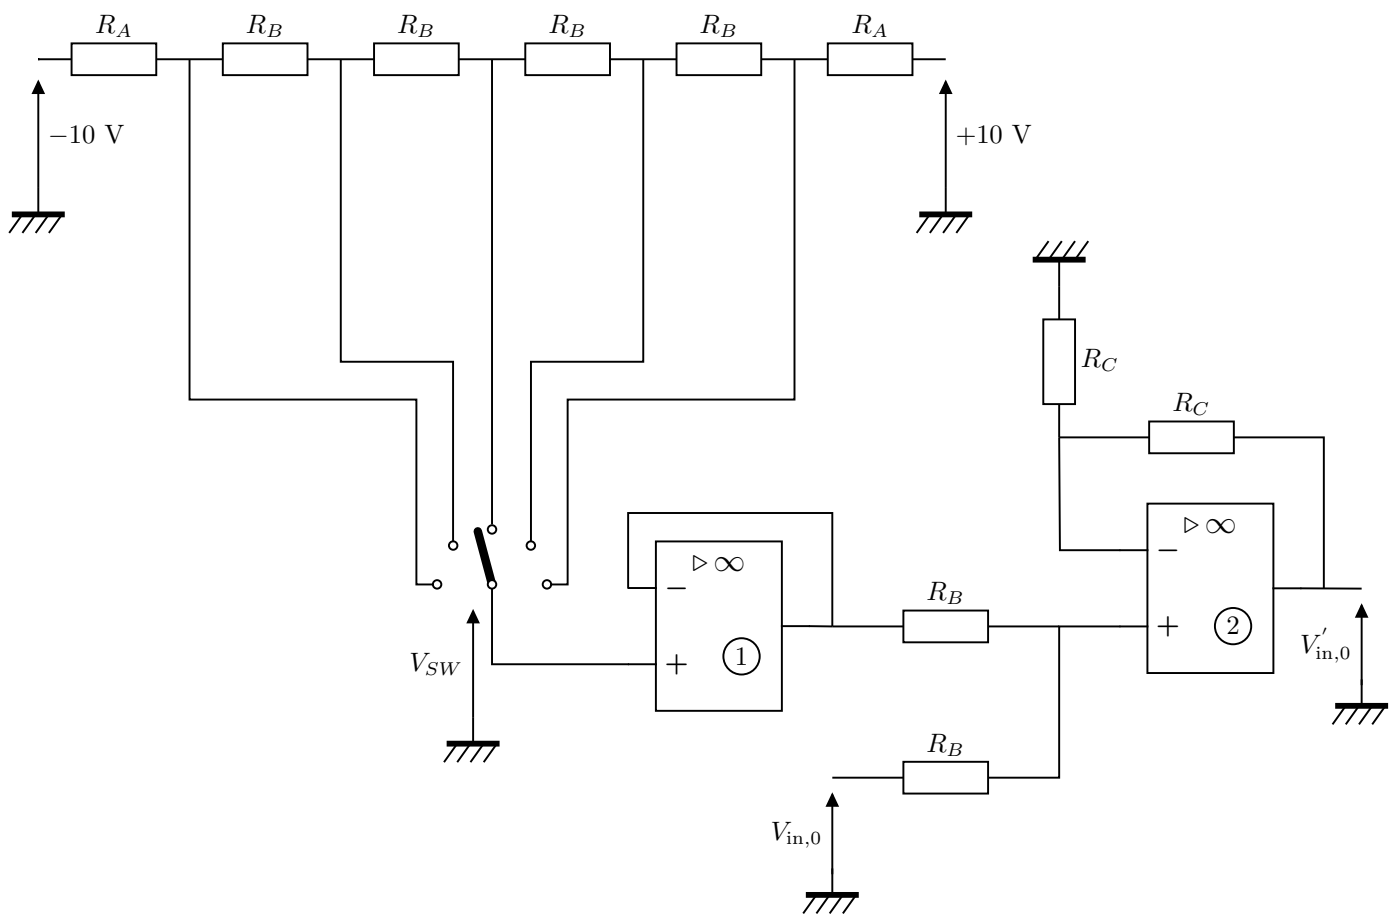 R_A R_B R_B R_B R_B R_A
−10 V
+10 V
R_C
R_C
▷∞
−
+
2
▷∞
−
+
1
R_B
V_SW
V′_in,0
R_B
V_in,0